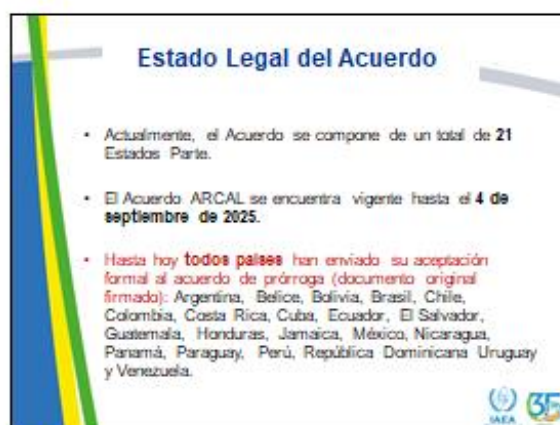 Estado Legal del Acuerdo
• Actualmente, el Acuerdo se compone de un total de 21
Estados Parte.
• El Acuerdo ARCAL se encuentra vigente hasta el 4 de
septiembre de 2025.
• Hasta hoy todos países han enviado su aceptación
formal al acuerdo de prórroga (documento original
firmado): Argentina, Belice, Bolivia, Brasil, Chile,
Colombia, Costa Rica, Cuba, Ecuador, El Salvador,
Guatemala, Honduras, Jamaica, México, Nicaragua,
Panamá, Paraguay, Perú, República Dominicana Uruguay
y Venezuela.
IAEA
35